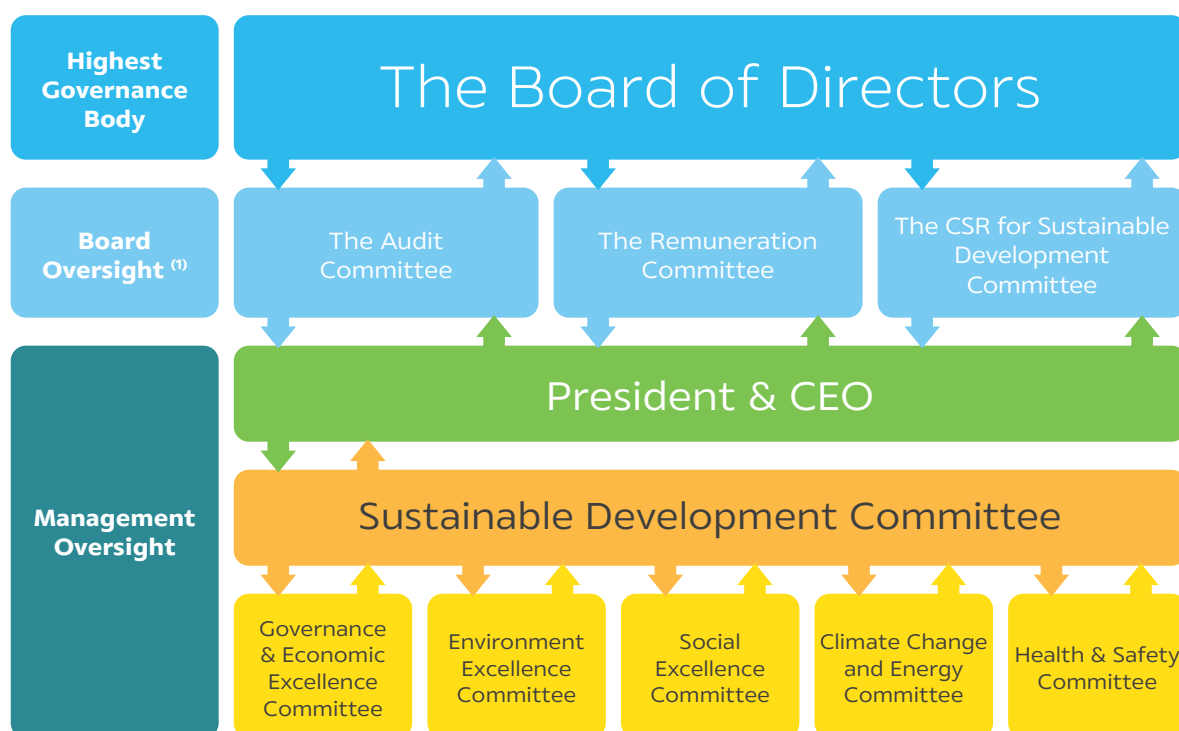 Highest
Governance
Body
The Board of Directors
Board
Oversight (1)
The Audit
Committee
The Remuneration
Committee
The CSR for Sustainable
Development
Committee
Management
Oversight
President & CEO
Sustainable Development Committee
Governance
& Economic
Excellence
Committee
Environment
Excellence
Committee
Social
Excellence
Committee
Climate Change
and Energy
Committee
Health & Safety
Committee